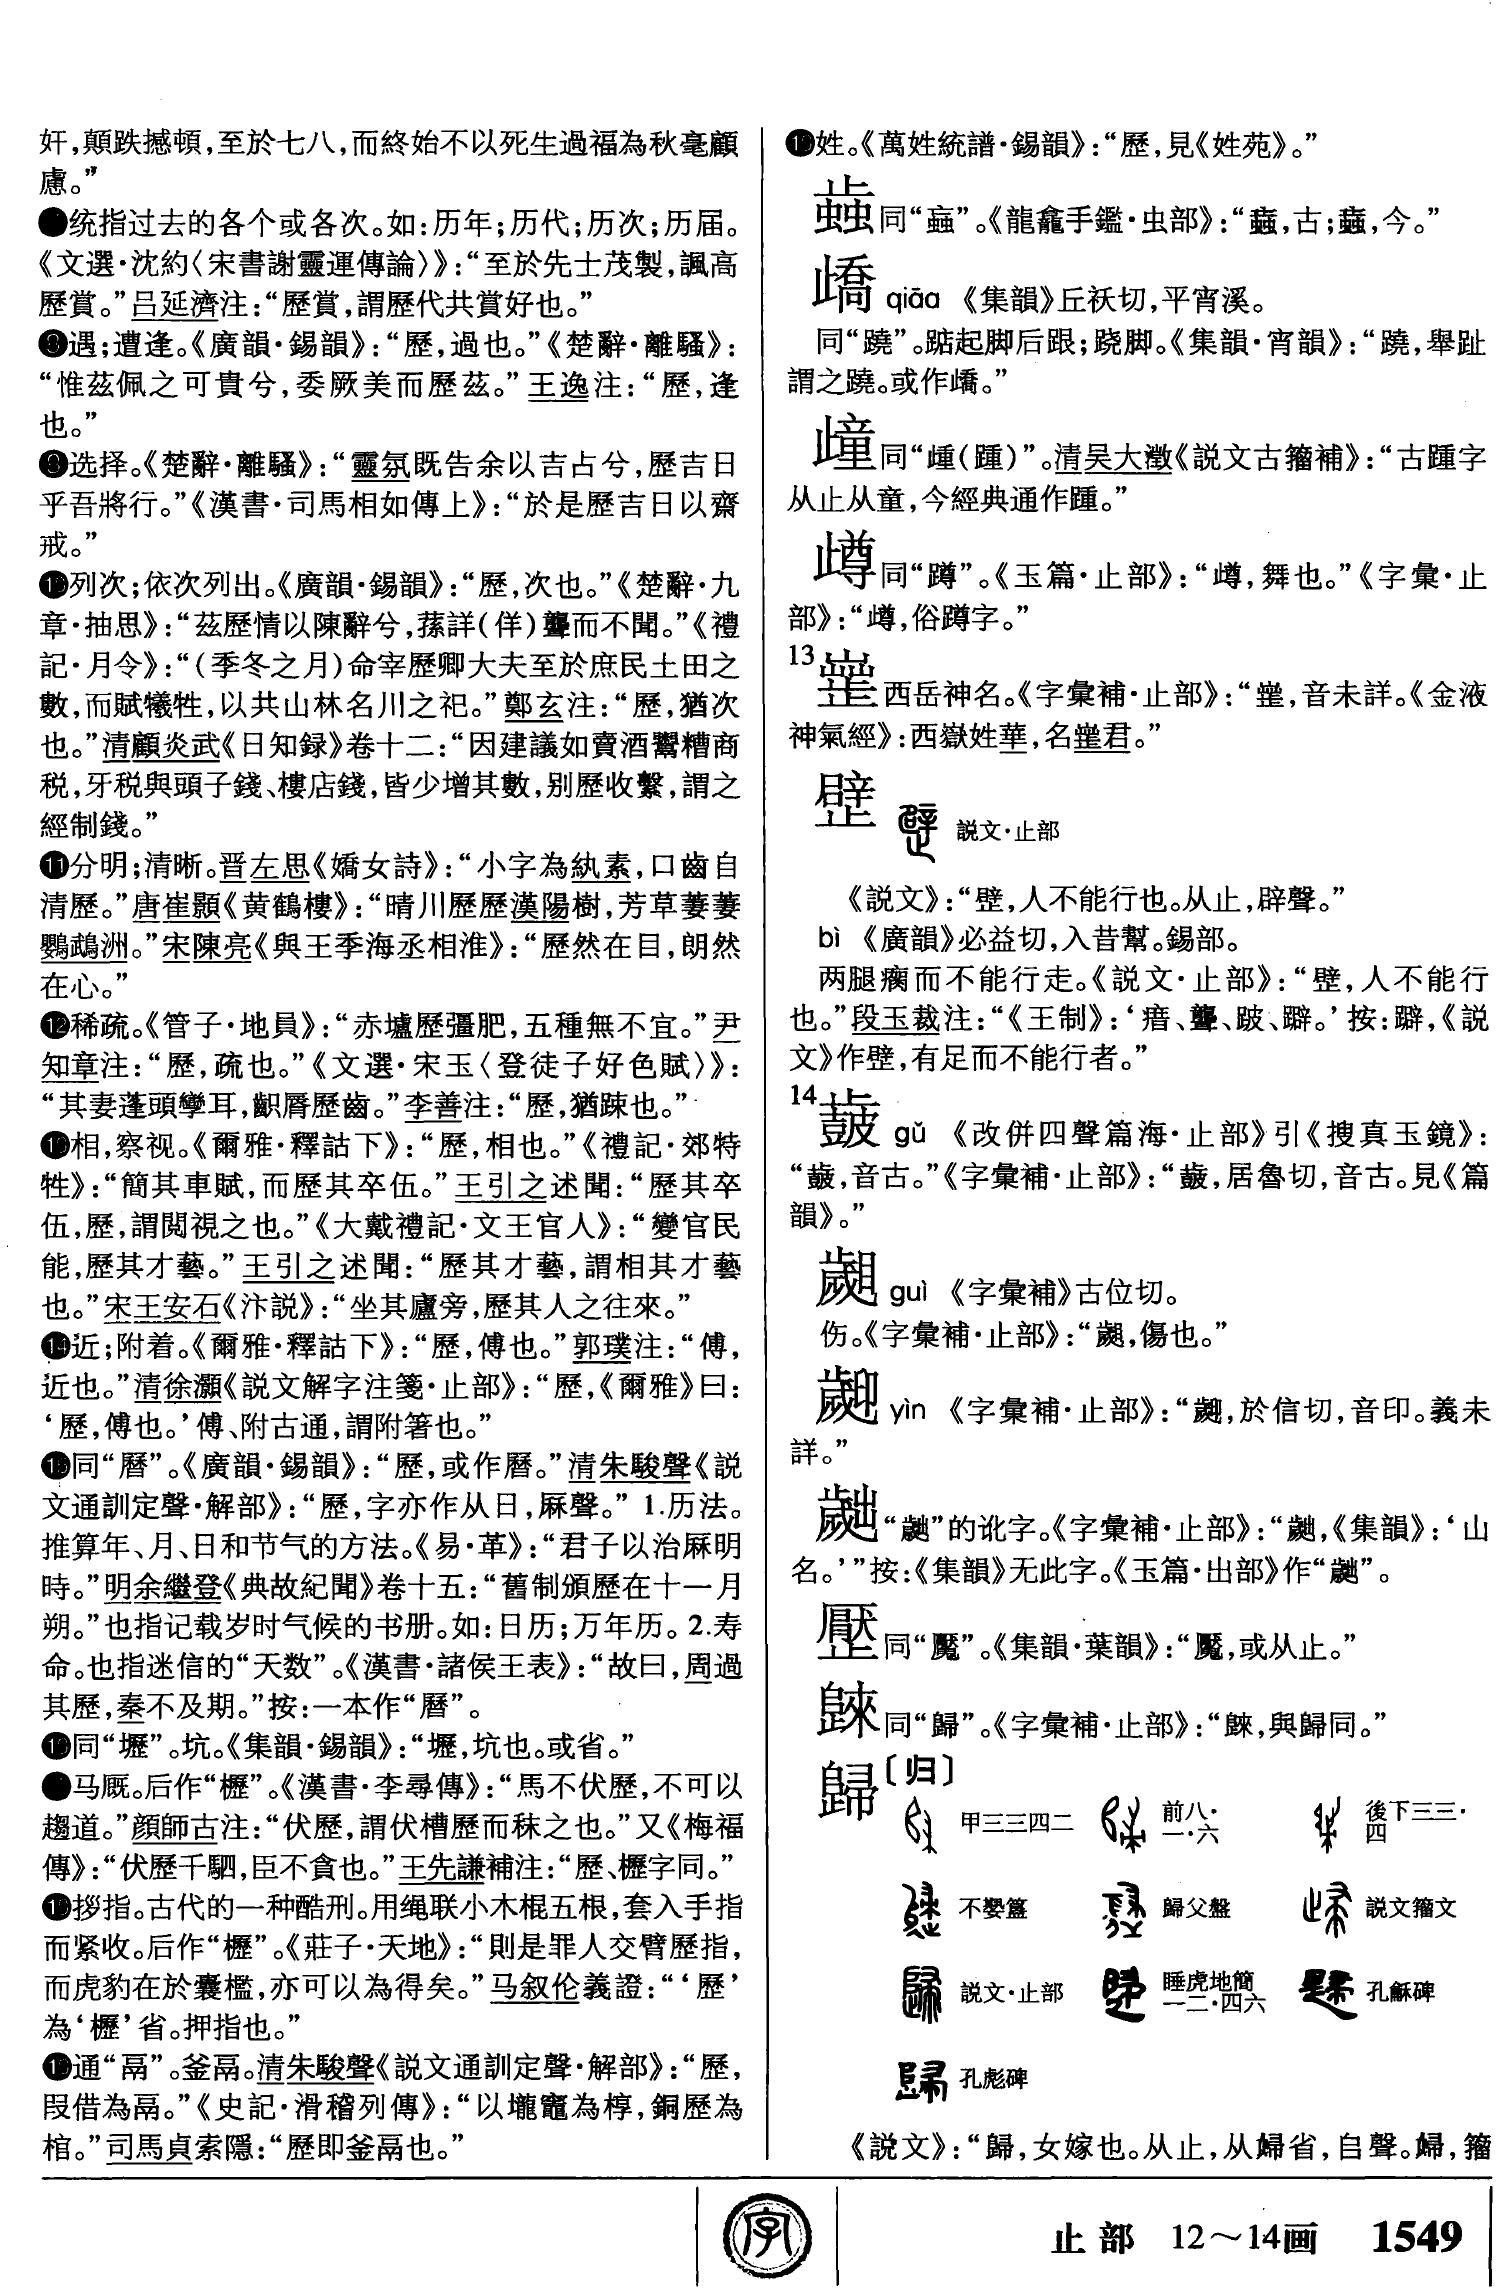 奸，顛跌撼頓，至於七八，而終始不以死生過福為秋毫顧
慮。”
统指过去的各个或各次。如：历年；历代；历次；历届。
《文選·沈約〈宋書謝靈運傳論〉》：“至於先士茂製，諷高
歷賞。”吕延濟注：“歷賞，謂歷代共賞好也。”
遇；遭逢。《廣韻·錫韻》：“歷，過也。”《楚辭·離騷》：
“惟茲佩之可貴兮，委厥美而歷茲。”王逸注：“歷，逢
也。”
选择。《楚辭·離騷》：“靈氛既告余以吉占兮，歷吉日
乎吾將行。”《漢書·司馬相如傳上》：“於是歷吉日以齋
戒。”
列次；依次列出。《廣韻·錫韻》：“歷，次也。”《楚辭·九
章·抽思》：“茲歷情以陳辭兮，蓀詳（佯）聾而不聞。”《禮
記·月令》：“（季冬之月）命宰歷卿大夫至於庶民土田之
數，而賦犧牲，以共山林名川之祀。”鄭玄注：“歷，猶次
也。”清顧炎武《日知録》卷十二：“因建議如賣酒鬻糟商
税，牙税與頭子錢、樓店錢，皆少增其數，别歷收繫，謂之
經制錢。”
⓫分明；清晰。晋左思《嬌女詩》：“小字為紈素，口齒自
清歷。”唐崔顥《黄鶴樓》：“晴川歷歷漢陽樹，芳草萋萋
鸚鵡洲。”宋陳亮《與王季海丞相淮》：“歷然在目，朗然
在心。”
⓬稀疏。《管子·地員》：“赤壚歷彊肥，五種無不宜。”尹
知章注：“歷，疏也。”《文選·宋玉〈登徒子好色賦〉》：
“其妻蓬頭孿耳，齞脣歷齒。”李善注：“歷，猶踈也。”
相，察视。《爾雅·釋詁下》：“歷，相也。”《禮記·郊特
牲》：“簡其車賦，而歷其卒伍。”王引之述聞：“歷其卒
伍，歷，謂閲視之也。”《大戴禮記·文王官人》：“變官民
能，歷其才藝。”王引之述聞：“歷其才藝，謂相其才藝
也。”宋王安石《汴説》：“坐其廬旁，歷其人之往來。”
⓮近；附着。《爾雅·釋詁下》：“歷，傅也。”郭璞注：“傅，
近也。”清徐灝《説文解字注箋·止部》：“歷，《爾雅》曰：
‘歷，傅也。’傅、附古通，謂附箸也。”
⓯同“曆”。《廣韻·錫韻》：“歷，或作曆。”清朱駿聲《説
文通訓定聲·解部》：“歷，字亦作从日，厤聲。” 1.历法。
推算年、月、日和节气的方法。《易·革》：“君子以治厤明
時。”明余繼登《典故紀聞》卷十五：“舊制頒歷在十一月
朔。”也指记载岁时气候的书册。如：日历；万年历。2.寿
命。也指迷信的“天数”。《漢書·諸侯王表》：“故曰，周過
其歷，秦不及期。”按：一本作“曆”。
同“壢”。坑。《集韻·錫韻》：“壢，坑也。或省。”
马厩。后作“櫪”。《漢書·李尋傳》：“馬不伏歷，不可以
趨道。”顔師古注：“伏歷，謂伏槽歷而秣之也。”又《梅福
傳》：“伏歷千駟，臣不貪也。”王先謙補注：“歷、櫪字同。”
拶指。古代的一种酷刑。用绳联小木棍五根，套入手指
而紧收。后作“櫪”。《莊子·天地》：“則是罪人交臂歷指，
而虎豹在於囊檻，亦可以為得矣。”马叙伦義證：“‘歷’
為‘櫪’省。押指也。”
通“鬲”。釜鬲。清朱駿聲《説文通訓定聲·解部》：“歷，
叚借為鬲。”《史記·滑稽列傳》：“以壠竈為椁，銅歷為
棺。”司馬貞索隱：“歷即釜鬲也。”
姓。《萬姓統譜·錫韻》：“歷，見《姓苑》。”
同“蝱”。《龍龕手鑑·虫部》：“，古；，今。”
qiāo 《集韻》丘祅切，平宵溪。
同“蹺”。踮起脚后跟；跷脚。《集韻·宵韻》：“蹺，舉趾
謂之蹺。或作。”
同“（踵）”。清吴大澂《説文古籀補》：“古踵字
从止从童，今經典通作踵。”
同“蹲”。《玉篇·止部》：“，舞也。”《字彙·止
部》：“，俗蹲字。”
13 西岳神名。《字彙補·止部》：“，音未詳。《金液
神氣經》：西嶽姓華，名君。”
説文·止部
《説文》：“，人不能行也。从止，辟聲。”
bì 《廣韻》必益切，入昔幫。錫部。
两腿瘸而不能行走。《説文·止部》：“，人不能行
也。”段玉裁注：“《王制》：‘瘖、聾、跛、躃。’按：躃，《説
文》作，有足而不能行者。”
14 gǔ 《改併四聲篇海·止部》引《搜真玉鏡》：
“，音古。”《字彙補·止部》：“，居魯切，音古。見《篇
韻》。”
guì 《字彙補》古位切。
伤。《字彙補·止部》：“，傷也。”
yìn 《字彙補·止部》：“，於信切，音印。義未
詳。”
“”的讹字。《字彙補·止部》：“，《集韻》：‘山
名。’”按：《集韻》无此字。《玉篇·出部》作“”。
同“魘”。《集韻·葉韻》：“魘，或从止。”
同“歸”。《字彙補·止部》：“，與歸同。”
歸〔归〕
甲三三四二 前八·一·六 後下三三·四
不𡢁簋 歸父盤 説文籀文
説文·止部 睡虎地簡一二·四六 孔龢碑
孔彪碑
《説文》：“歸，女嫁也。从止，从婦省，𠂤聲。㱕，籀
字
止部 12～14画 1549